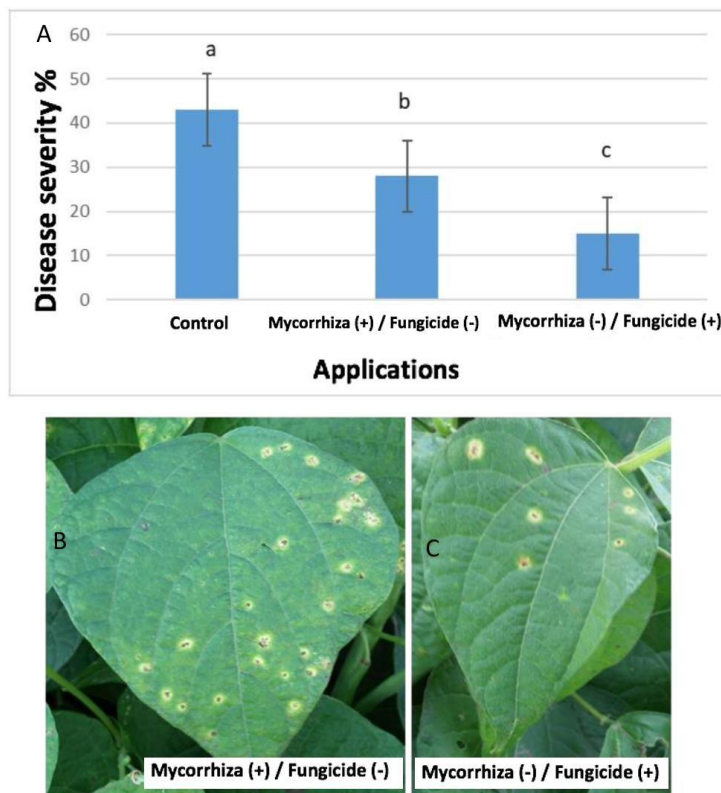 A
60
50
40
30
20
10
0
Disease severity %
a
b
c
Control
Mycorrhiza (+) / Fungicide (-)
Mycorrhiza (-) / Fungicide (+)
Applications
B
C
Mycorrhiza (+) / Fungicide (-)
Mycorrhiza (-) / Fungicide (+)